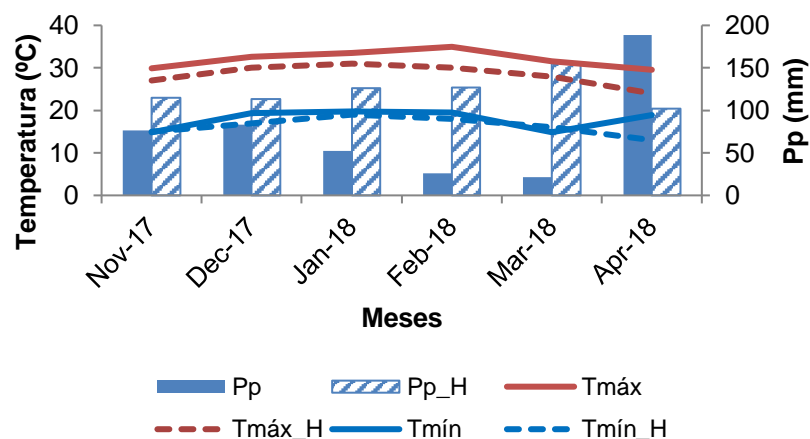 Temperatura (ºC)
40
30
20
10
0
200
150
100
50
0
Pp (mm)
Nov-17
Dec-17
Jan-18
Feb-18
Mar-18
Apr-18
Meses
Pp
Pp_H
Tmáx
Tmáx_H
Tmín
Tmín_H